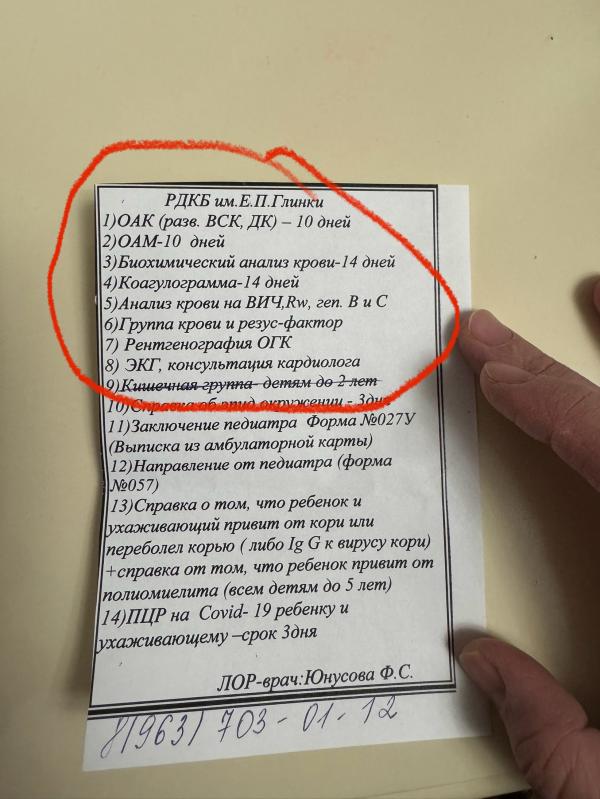 РДКБ им.Е.П.Глинки
1)ОАК (разв. ВСК, ДК) – 10 дней
2)ОАМ-10 дней
3)Биохимический анализ крови-14 дней
4)Коагулограмма-14 дней
5)Анализ крови на ВИЧ,Rw, геп. В и С
6)Группа крови и резус-фактор
7) Рентгенография ОГК
8) ЭКГ, консультация кардиолога
9)Кишечная группа- детям до 2 лет
10)Справка об эпид окружении - 3дня
11)Заключение педиатра Форма №027У
(Выписка из амбулаторной карты)
12)Направление от педиатра (форма
№057)
13)Справка о том, что ребенок и
ухаживающий привит от кори или
переболел корью ( либо Ig G к вирусу кори)
+справка от том, что ребенок привит от
полиомиелита (всем детям до 5 лет)
14)ПЦР на Covid- 19 ребенку и
ухаживающему –срок 3дня
ЛОР-врач:Юнусова Ф.С.
8(963) 703-01-12